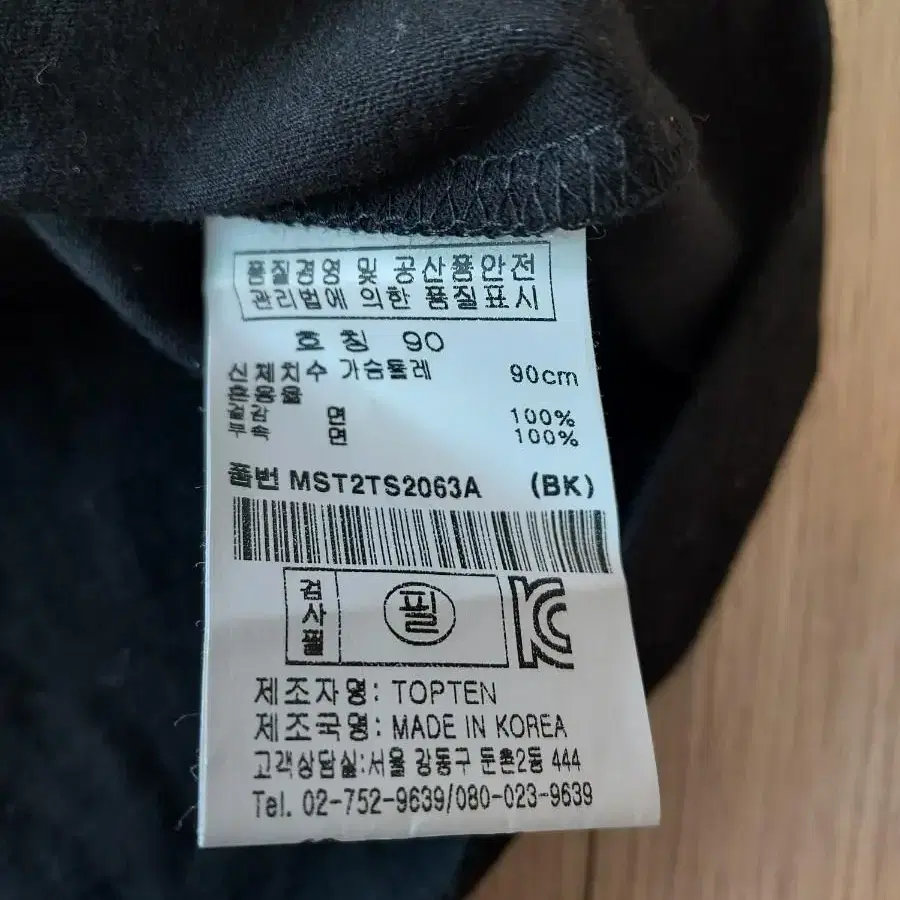 품질경영 및 공산품안전
관리법에 의한 품질표시
호 칭 90
신체치수 가슴둘레 90cm
혼용율
겉감 면 100%
부속 면 100%
품번 MST2TS2063A (BK)
검사필 필
제조자명: TOPTEN
제조국명: MADE IN KOREA
고객상담실:서울 강동구 둔촌2동 444
Tel. 02-752-9639/080-023-9639